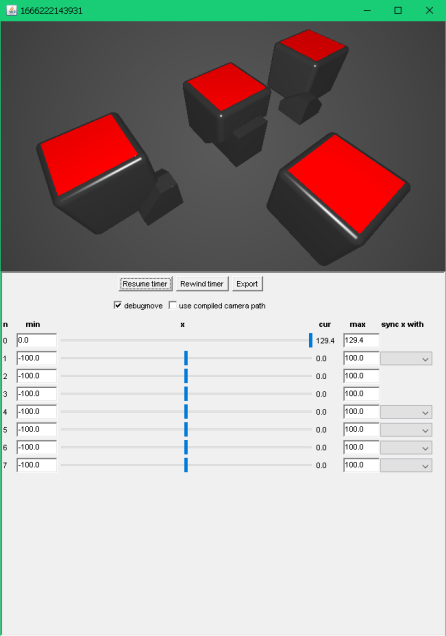 1666222143931
Resume timer Rewind timer Export
debugmove use compiled camera path
n min x cur max sync x with
0 0.0 129.4 129.4
1 -100.0 0.0 100.0
2 -100.0 0.0 100.0
3 -100.0 0.0 100.0
4 -100.0 0.0 100.0
5 -100.0 0.0 100.0
6 -100.0 0.0 100.0
7 -100.0 0.0 100.0